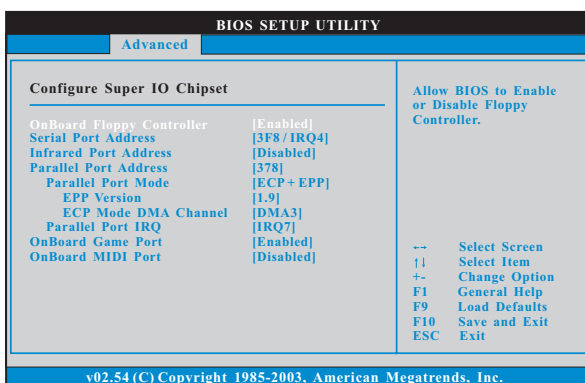 BIOS SETUP UTILITY
Advanced
Configure Super IO Chipset
OnBoard Floppy Controller [Enabled]
Serial Port Address [3F8 / IRQ4]
Infrared Port Address [Disabled]
Parallel Port Address [378]
Parallel Port Mode [ECP + EPP]
EPP Version [1.9]
ECP Mode DMA Channel [DMA3]
Parallel Port IRQ [IRQ7]
OnBoard Game Port [Enabled]
OnBoard MIDI Port [Disabled]
Allow BIOS to Enable
or Disable Floppy
Controller.
←→ Select Screen
↑↓ Select Item
+- Change Option
F1 General Help
F9 Load Defaults
F10 Save and Exit
ESC Exit
v02.54 (C) Copyright 1985-2003, American Megatrends, Inc.